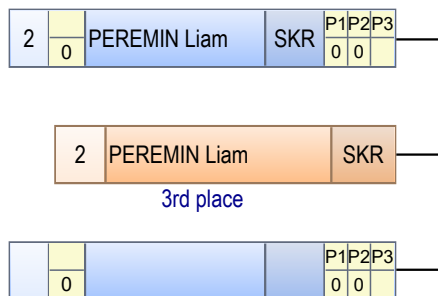 2 0 PEREMIN Liam SKR P1 P2 P3
0 0
2 PEREMIN Liam SKR
3rd place
0 P1 P2 P3
0 0